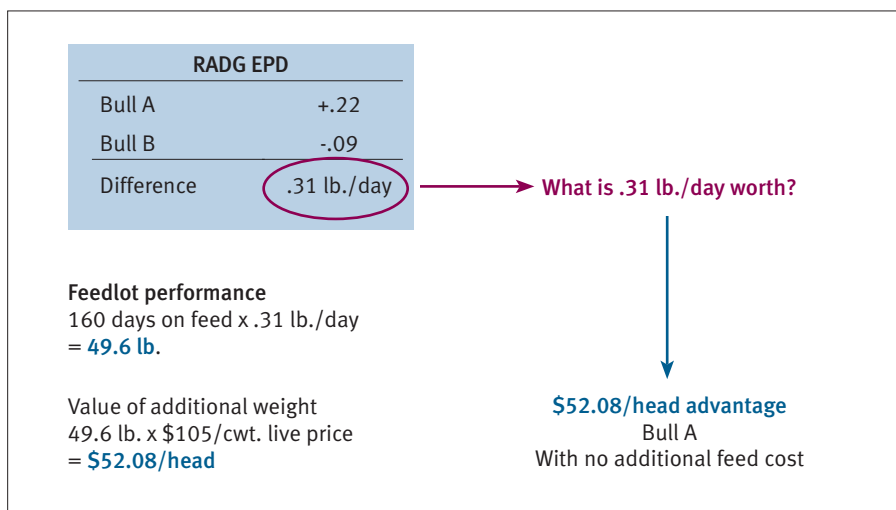 RADG EPD
Bull A +.22
Bull B -.09
Difference .31 lb./day
What is .31 lb./day worth?
Feedlot performance
160 days on feed x .31 lb./day
= 49.6 lb.
Value of additional weight
49.6 lb. x $105/cwt. live price
= $52.08/head
$52.08/head advantage
Bull A
With no additional feed cost